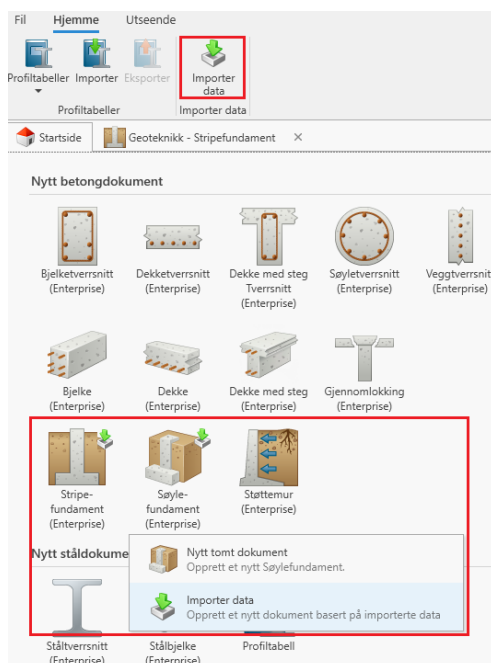 Fil Hjemme Utseende
Profiltabeller Importer Eksporter Importer
data
Profiltabeller Importer data
Startside Geoteknikk - Stripefundament ×
Nytt betongdokument
Bjelketverrsnitt Dekketverrsnitt Dekke med steg Søyletverrsnitt Veggtverrsnit
(Enterprise) (Enterprise) Tverrsnitt (Enterprise) (Enterprise)
(Enterprise)
Bjelke Dekke Dekke med steg Gjennomlokking
(Enterprise) (Enterprise) (Enterprise) (Enterprise)
Stripe- Søyle- Støttemur
fundament fundament (Enterprise)
(Enterprise) (Enterprise)
Nytt ståldokume
Nytt tomt dokument
Opprett et nytt Søylefundament.
Importer data
Opprett et nytt dokument basert på importerte data
Ståltverrsnitt Stålbjelke Profiltabell
(Enterprise) (Enterprise)